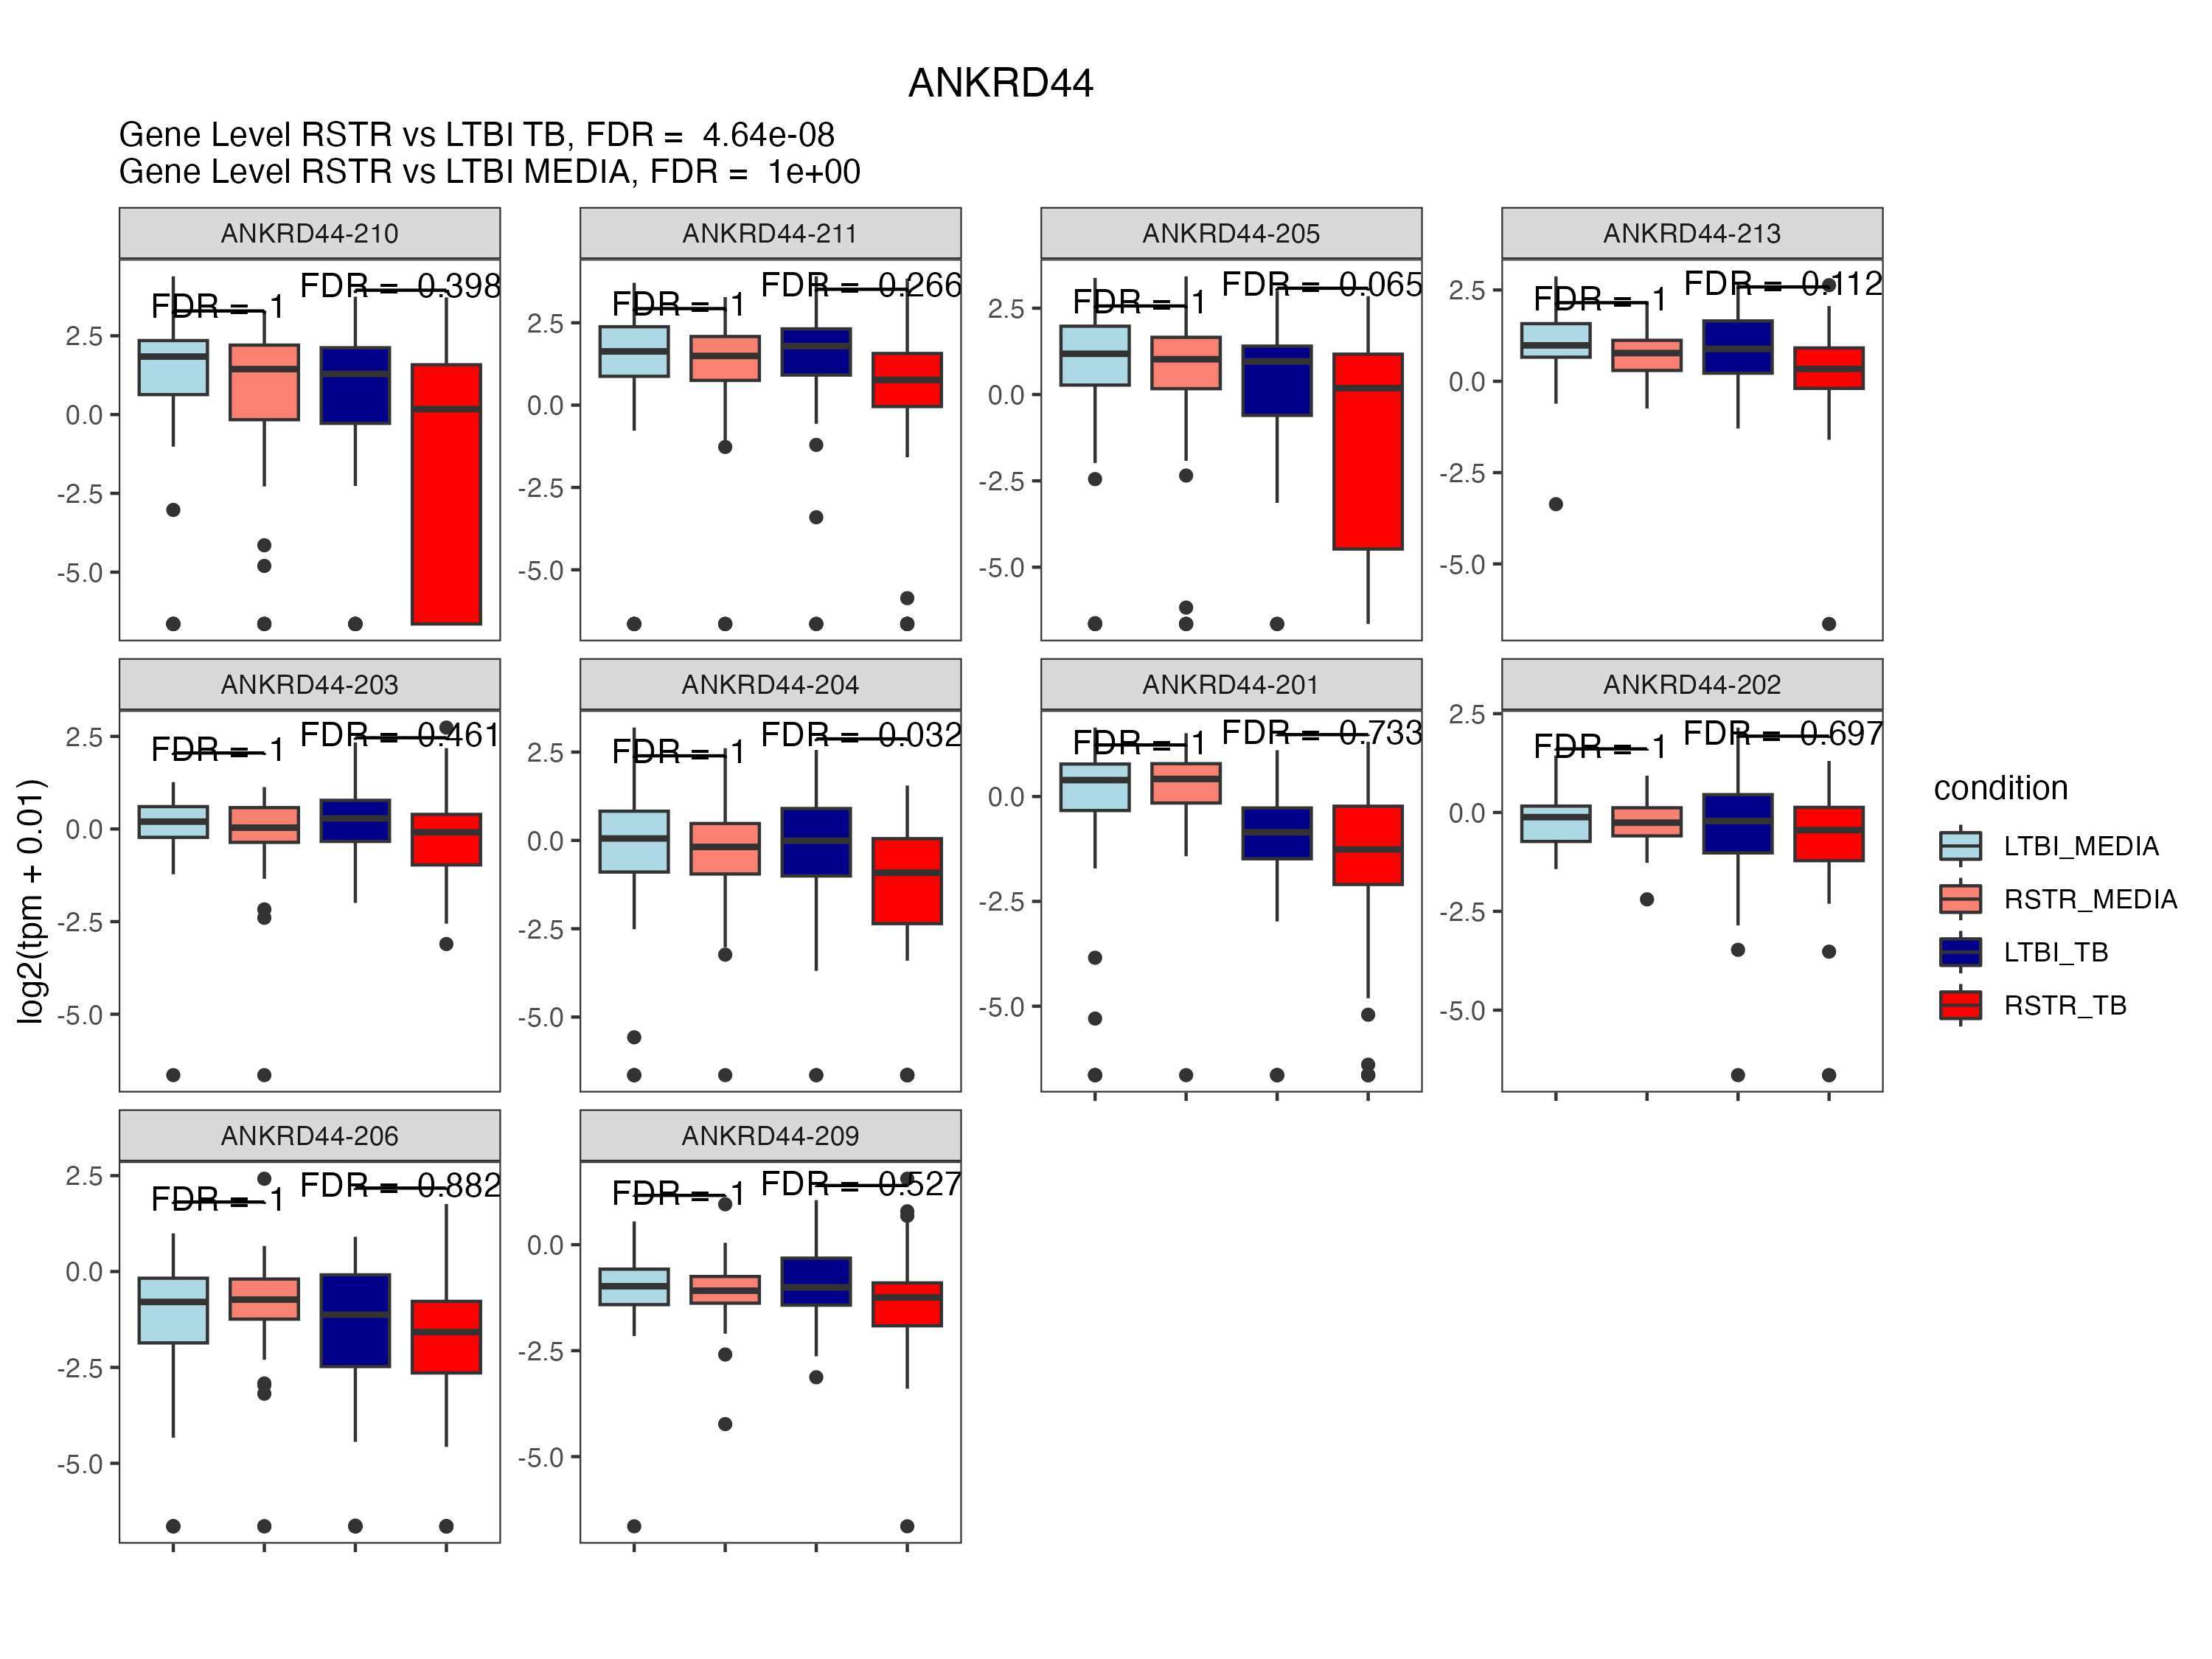 ANKRD44
Gene Level RSTR vs LTBI TB, FDR =  4.64e-08
Gene Level RSTR vs LTBI MEDIA, FDR =  1e+00
ANKRD44-210
FDR = 1
FDR = 0.398
2.5
0.0
-2.5
-5.0
ANKRD44-211
FDR = 1
FDR = 0.266
2.5
0.0
-2.5
-5.0
ANKRD44-205
FDR = 1
FDR = 0.065
2.5
0.0
-2.5
-5.0
ANKRD44-213
FDR = 1
FDR = 0.112
2.5
0.0
-2.5
-5.0
ANKRD44-203
FDR = 1
FDR = 0.461
2.5
0.0
-2.5
-5.0
ANKRD44-204
FDR = 1
FDR = 0.032
2.5
0.0
-2.5
-5.0
ANKRD44-201
FDR = 1
FDR = 0.733
0.0
-2.5
-5.0
ANKRD44-202
FDR = 1
FDR = 0.697
2.5
0.0
-2.5
-5.0
ANKRD44-206
FDR = 1
FDR = 0.882
2.5
0.0
-2.5
-5.0
ANKRD44-209
FDR = 1
FDR = 0.527
0.0
-2.5
-5.0
log2(tpm + 0.01)
condition
LTBI_MEDIA
RSTR_MEDIA
LTBI_TB
RSTR_TB